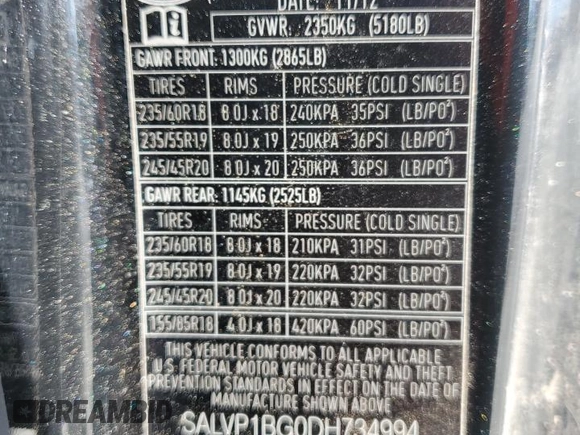 DATE: 11/12
GVWR: 2350KG (5180LB)
GAWR FRONT: 1300KG (2865LB)
TIRES RIMS PRESSURE (COLD SINGLE)
235/60R18 8.0J x 18 240KPA 35PSI (LB/PO²)
235/55R19 8.0J x 19 250KPA 36PSI (LB/PO²)
245/45R20 8.0J x 20 250KPA 36PSI (LB/PO²)
GAWR REAR: 1145KG (2525LB)
TIRES RIMS PRESSURE (COLD SINGLE)
235/60R18 8.0J x 18 210KPA 31PSI (LB/PO²)
235/55R19 8.0J x 19 220KPA 32PSI (LB/PO²)
245/45R20 8.0J x 20 220KPA 32PSI (LB/PO²)
155/85R18 4.0J x 18 420KPA 60PSI (LB/PO²)
THIS VEHICLE CONFORMS TO ALL APPLICABLE
U.S. FEDERAL MOTOR VEHICLE SAFETY AND THEFT
PREVENTION STANDARDS IN EFFECT ON THE DATE OF
MANUFACTURE SHOWN ABOVE
SALVP1BG0DH734994
DREAMBID